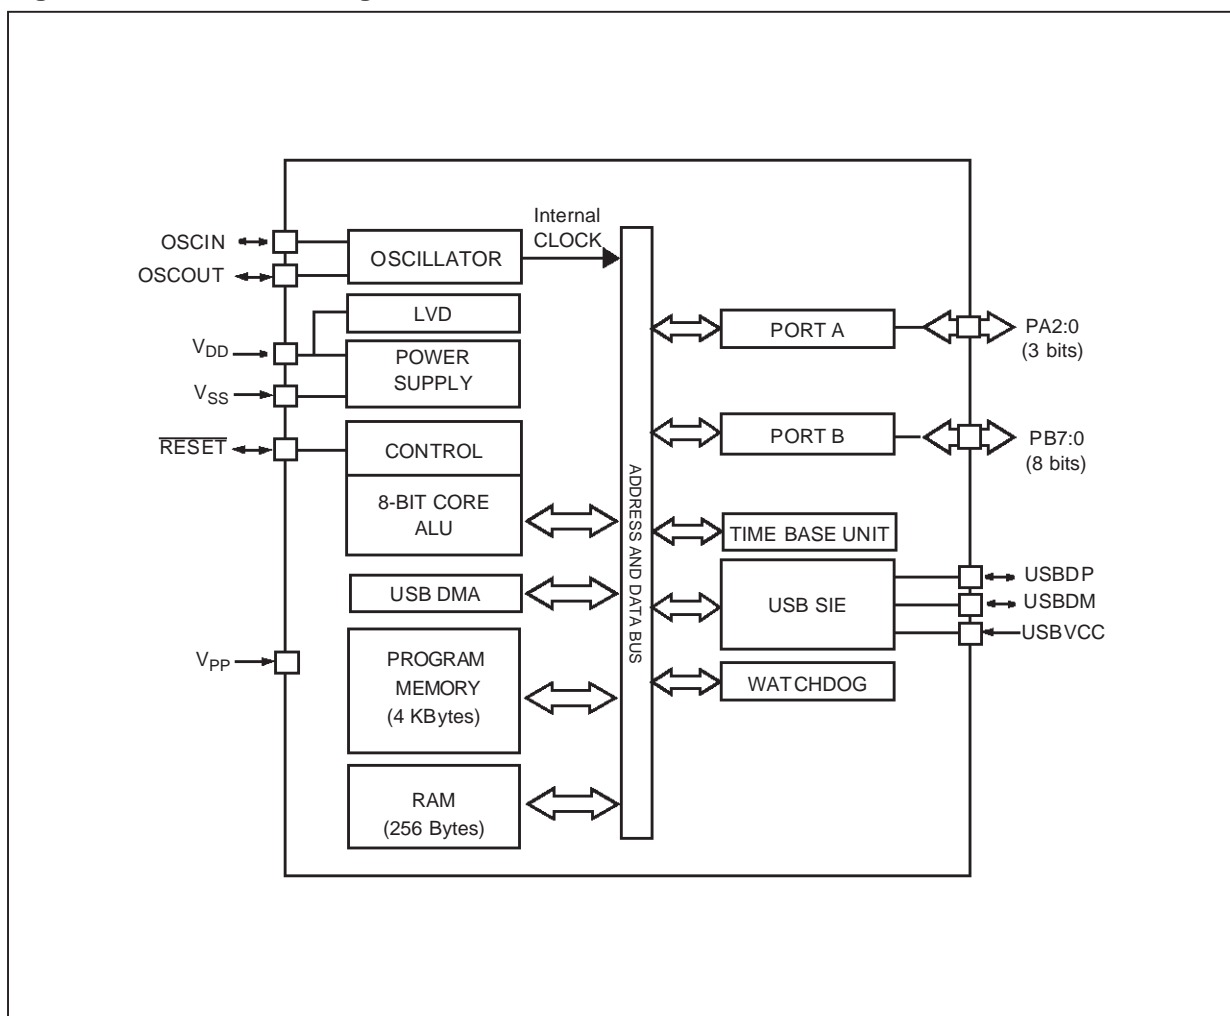 Internal
CLOCK
OSCIN
OSCOUT
OSCILLATOR
LVD
VDD
VSS
POWER
SUPPLY
RESET
CONTROL
8-BIT CORE
ALU
USB DMA
VPP
PROGRAM
MEMORY
(4 KBytes)
RAM
(256 Bytes)
ADDRESS AND DATA BUS
PORT A
PA2:0
(3 bits)
PORT B
PB7:0
(8 bits)
TIME BASE UNIT
USB SIE
USBDP
USBDM
USBVCC
WATCHDOG